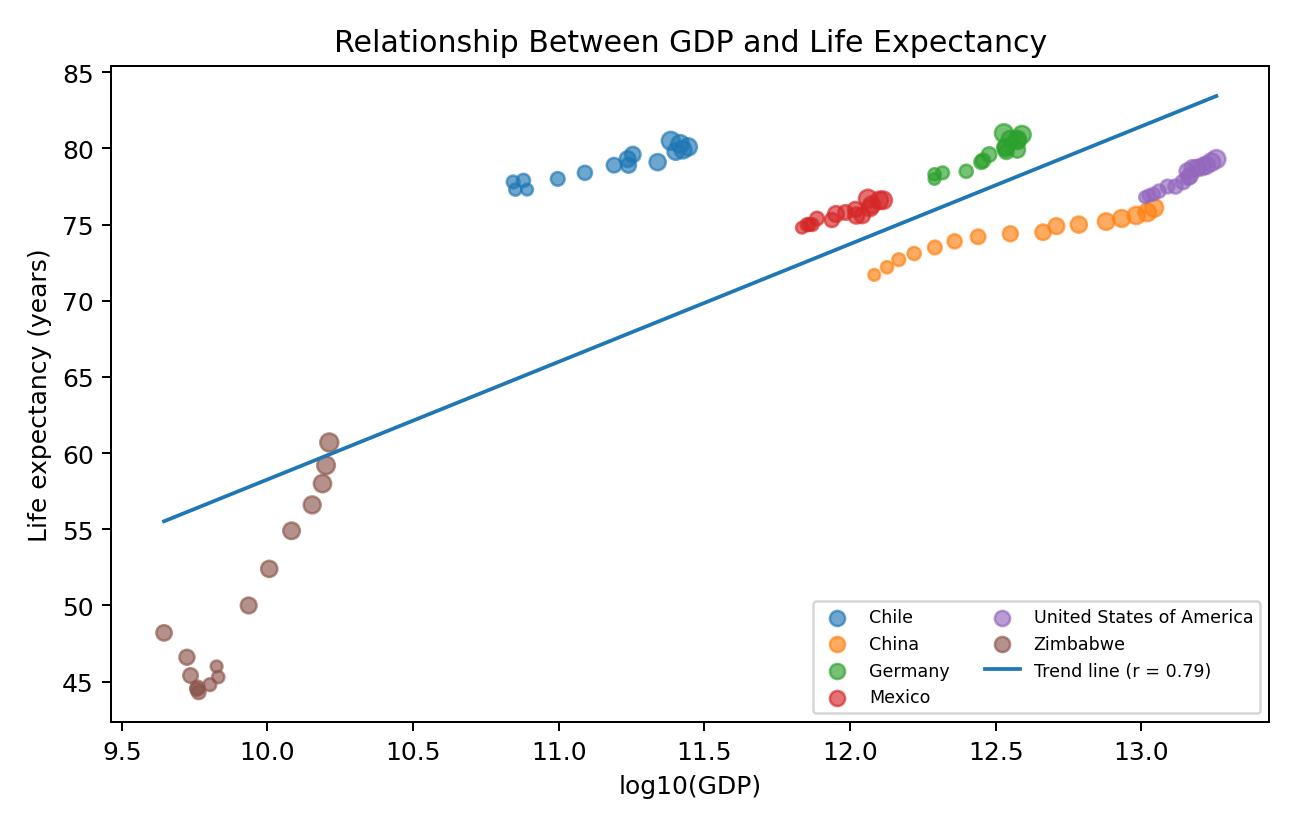 Relationship Between GDP and Life Expectancy
Life expectancy (years)
85
80
75
70
65
60
55
50
45
9.5 10.0 10.5 11.0 11.5 12.0 12.5 13.0
log10(GDP)
Chile
China
Germany
Mexico
United States of America
Zimbabwe
Trend line (r = 0.79)